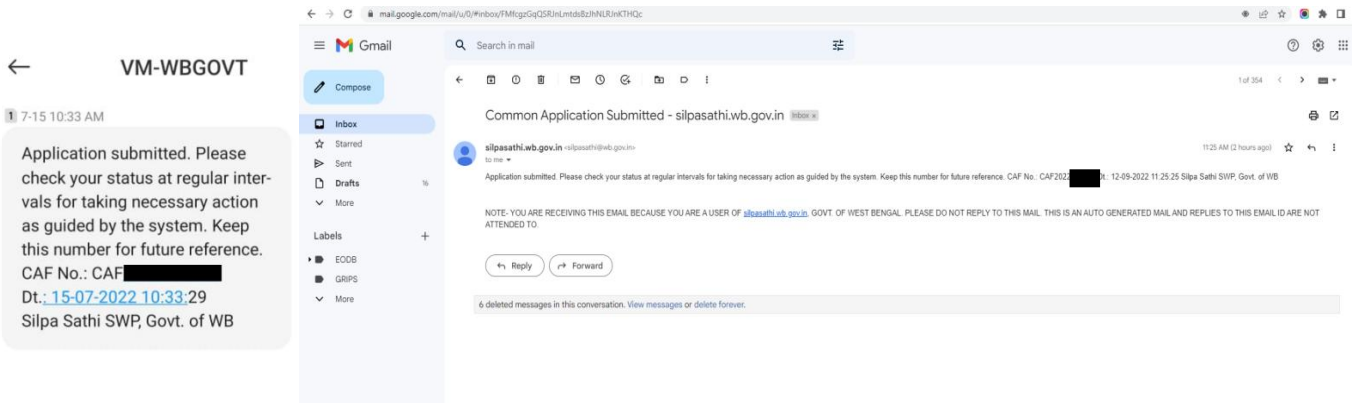 VM-WBGOVT
1 7-15 10:33 AM
Application submitted. Please
check your status at regular inter-
vals for taking necessary action
as guided by the system. Keep
this number for future reference.
CAF No.: CAF
Dt.: 15-07-2022 10:33:29
Silpa Sathi SWP, Govt. of WB
mail.google.com/mail/u/0/#inbox/FMfcgzGqQSRJnLmtdsBzJhNLRJnKTHQc
Gmail
Search in mail
Compose
1 of 354
Inbox
Starred
Sent
Drafts 16
More
Labels
EODB
GRIPS
More
Common Application Submitted - silpasathi.wb.gov.in Inbox x
silpasathi.wb.gov.in <silpasathi@wb.gov.in> 11:25 AM (2 hours ago)
to me
Application submitted. Please check your status at regular intervals for taking necessary action as guided by the system. Keep this number for future reference. CAF No.: CAF2022 Dt.: 12-09-2022 11:25:25 Silpa Sathi SWP, Govt. of WB
NOTE- YOU ARE RECEIVING THIS EMAIL BECAUSE YOU ARE A USER OF silpasathi.wb.gov.in, GOVT. OF WEST BENGAL. PLEASE DO NOT REPLY TO THIS MAIL. THIS IS AN AUTO GENERATED MAIL AND REPLIES TO THIS EMAIL ID ARE NOT
ATTENDED TO.
Reply
Forward
6 deleted messages in this conversation. View messages or delete forever.